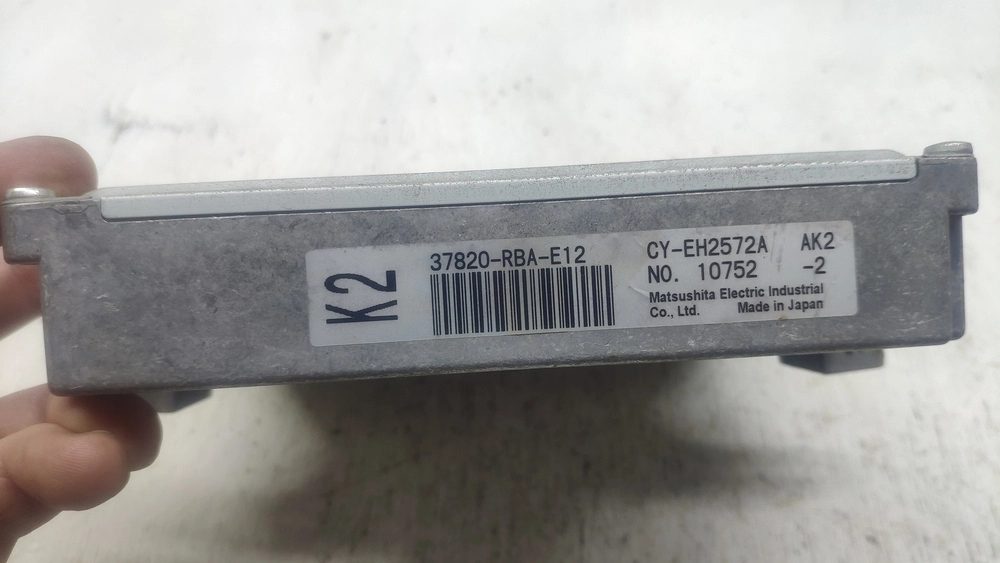 K2
37820-RBA-E12
CY-EH2572A AK2
NO. 10752 -2
Matsushita Electric Industrial
Co., Ltd. Made in Japan